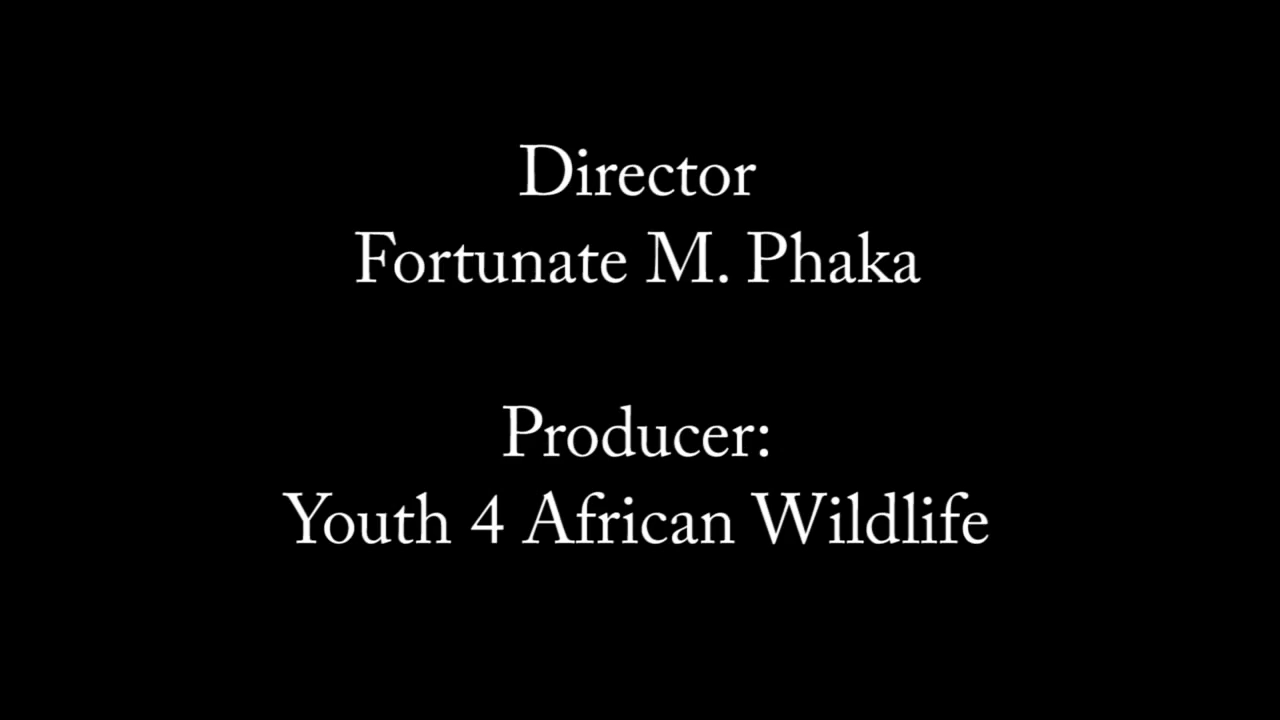 Director
Fortunate M. Phaka
Producer:
Youth 4 African Wildlife